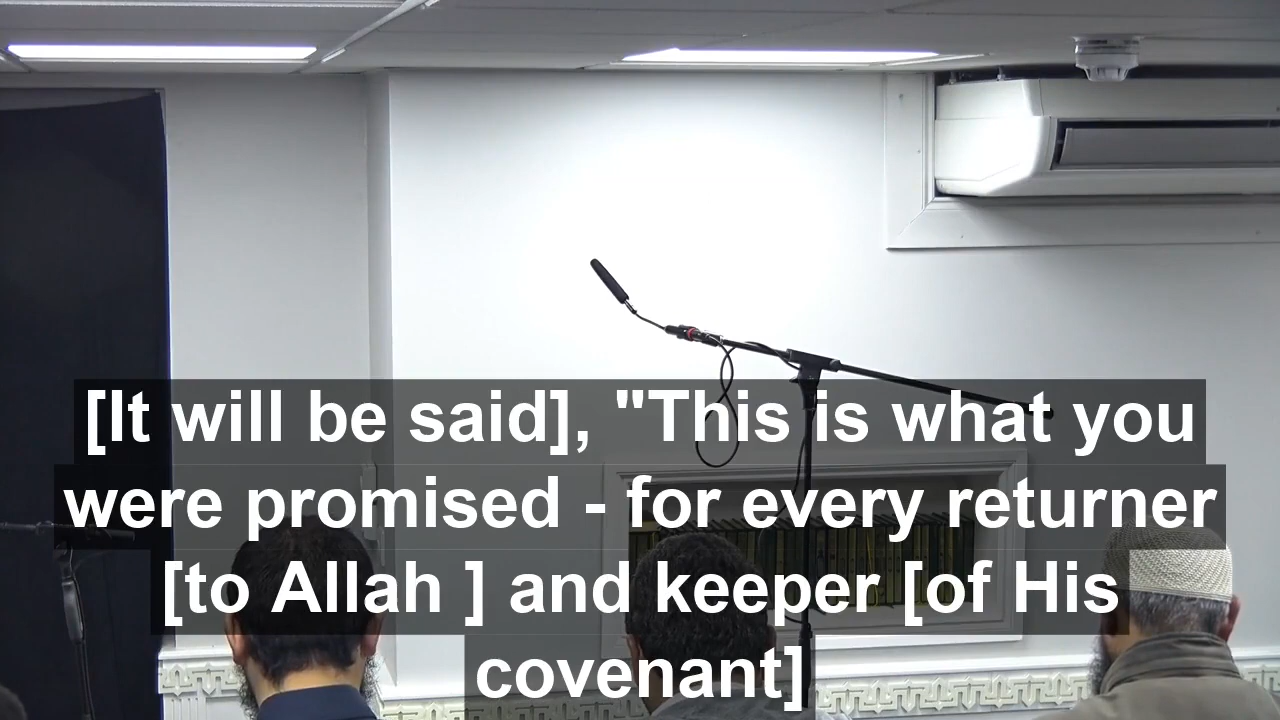 [It will be said], "This is what you
were promised - for every returner
[to Allah ] and keeper [of His
covenant]